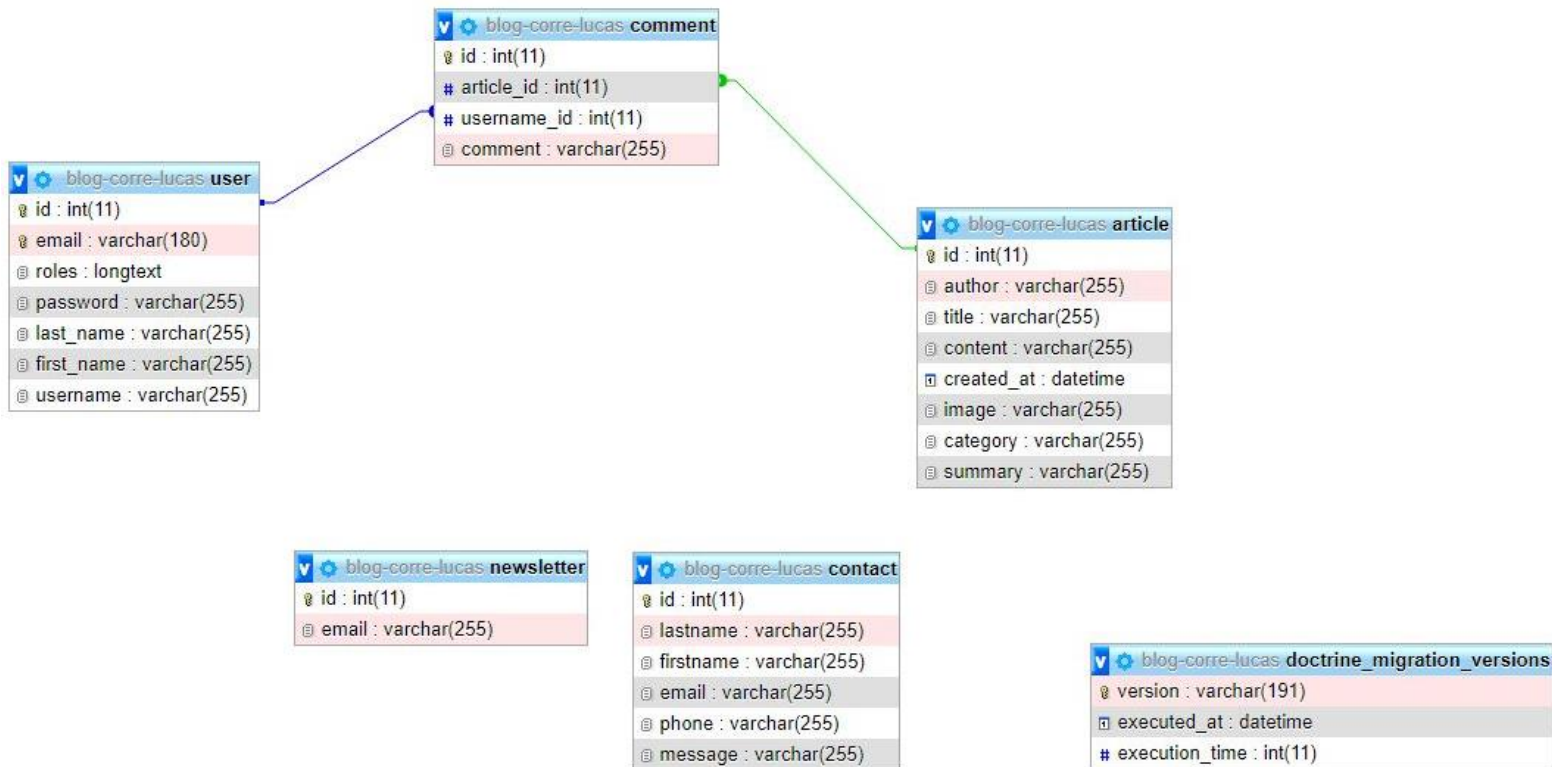 v blog-corre-lucas comment
id : int(11)
# article_id : int(11)
# username_id : int(11)
comment : varchar(255)
v blog-corre-lucas user
id : int(11)
email : varchar(180)
roles : longtext
password : varchar(255)
last_name : varchar(255)
first_name : varchar(255)
username : varchar(255)
v blog-corre-lucas article
id : int(11)
author : varchar(255)
title : varchar(255)
content : varchar(255)
created_at : datetime
image : varchar(255)
category : varchar(255)
summary : varchar(255)
v blog-corre-lucas newsletter
id : int(11)
email : varchar(255)
v blog-corre-lucas contact
id : int(11)
lastname : varchar(255)
firstname : varchar(255)
email : varchar(255)
phone : varchar(255)
message : varchar(255)
v blog-corre-lucas doctrine_migration_versions
version : varchar(191)
executed_at : datetime
# execution_time : int(11)